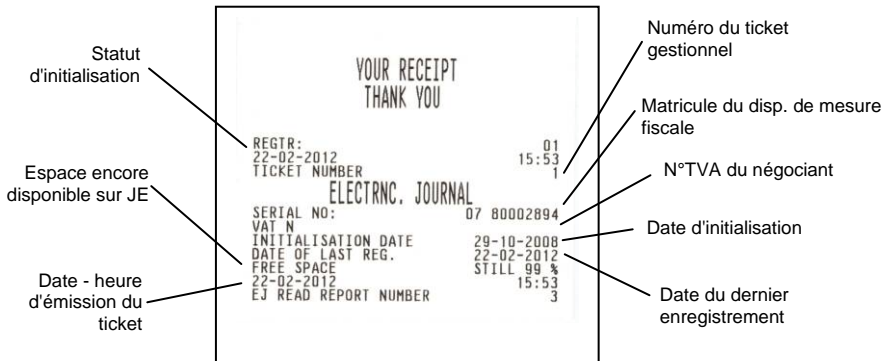 Statut
d'initialisation
Espace encore
disponible sur JE
Date - heure
d'émission du
ticket
YOUR RECEIPT
THANK YOU
REGTR: 01
22-02-2012 15:53
TICKET NUMBER 1
ELECTRNC. JOURNAL
SERIAL NO: 07 80002894
VAT N
INITIALISATION DATE 29-10-2008
DATE OF LAST REG. 22-02-2012
FREE SPACE STILL 99 %
22-02-2012 15:53
EJ READ REPORT NUMBER 3
Numéro du ticket
gestionnel
Matricule du disp. de mesure
fiscale
N°TVA du négociant
Date d'initialisation
Date du dernier
enregistrement